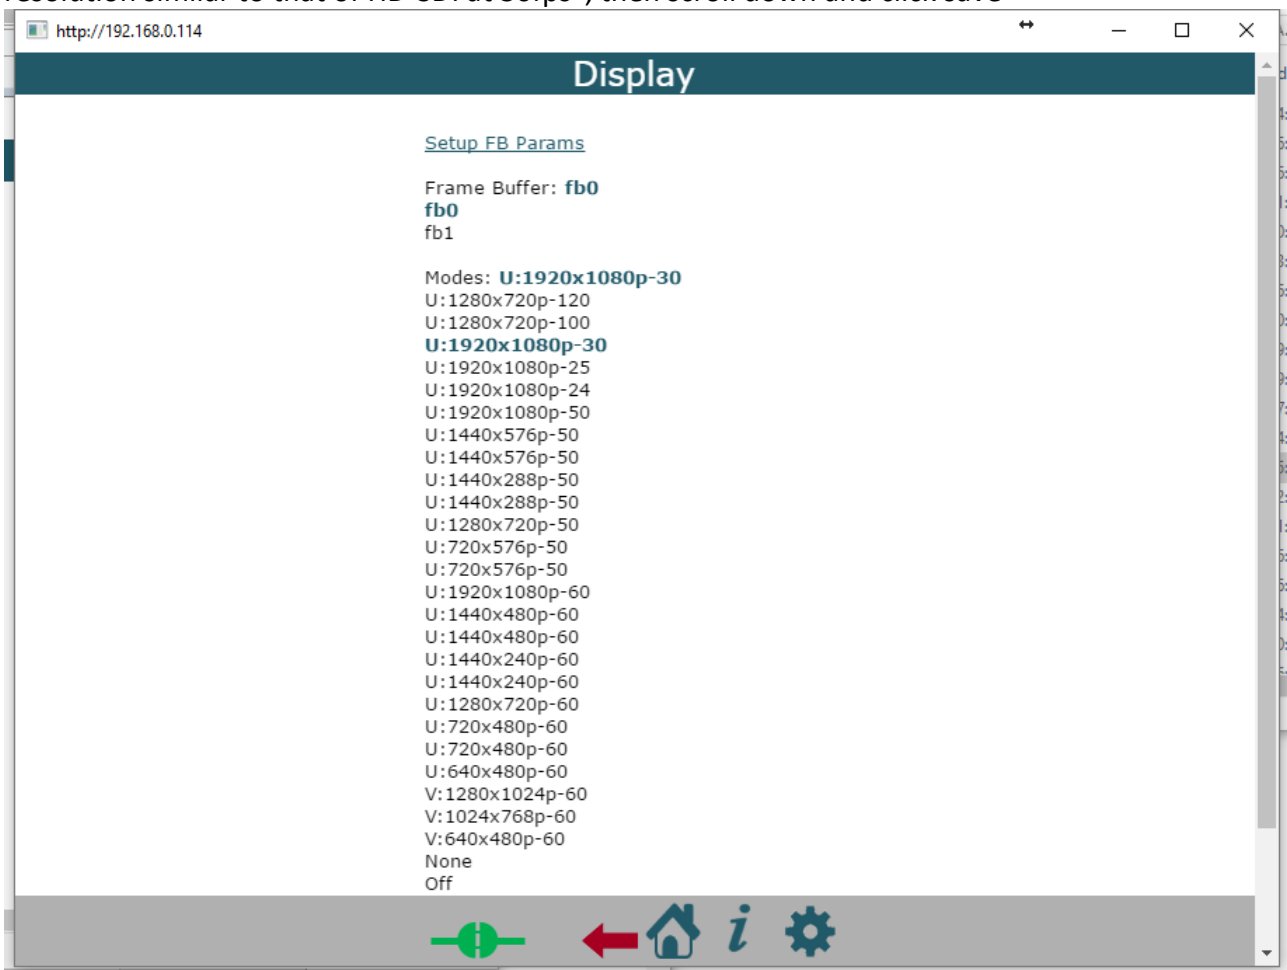 http://192.168.0.114
Display
Setup FB Params
Frame Buffer: fb0
fb0
fb1
Modes: U:1920x1080p-30
U:1280x720p-120
U:1280x720p-100
U:1920x1080p-30
U:1920x1080p-25
U:1920x1080p-24
U:1920x1080p-50
U:1440x576p-50
U:1440x576p-50
U:1440x288p-50
U:1440x288p-50
U:1280x720p-50
U:720x576p-50
U:720x576p-50
U:1920x1080p-60
U:1440x480p-60
U:1440x480p-60
U:1440x240p-60
U:1440x240p-60
U:1280x720p-60
U:720x480p-60
U:720x480p-60
U:640x480p-60
V:1280x1024p-60
V:1024x768p-60
V:640x480p-60
None
Off
i